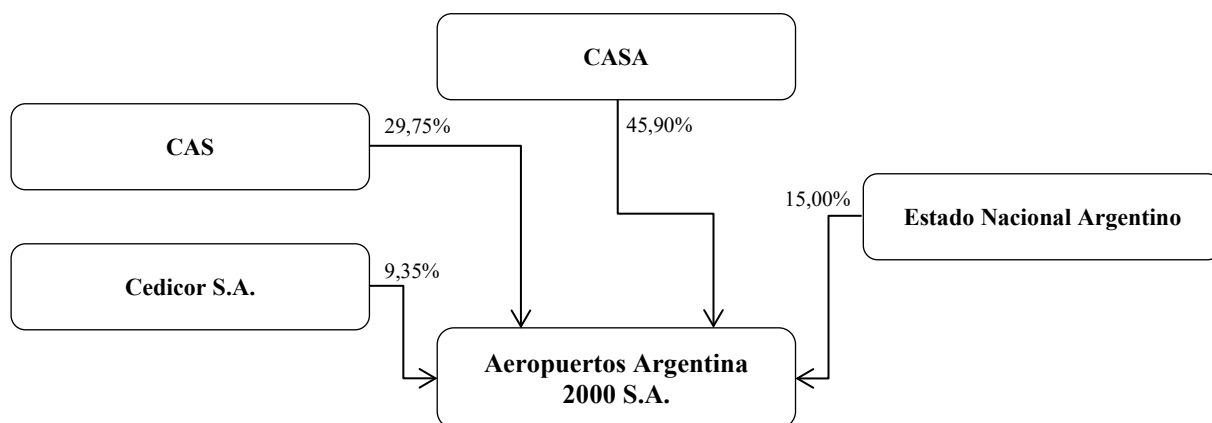 CASA
29,75%
45,90%
CAS
15,00%
Estado Nacional Argentino
Cedicor S.A.
9,35%
Aeropuertos Argentina
2000 S.A.